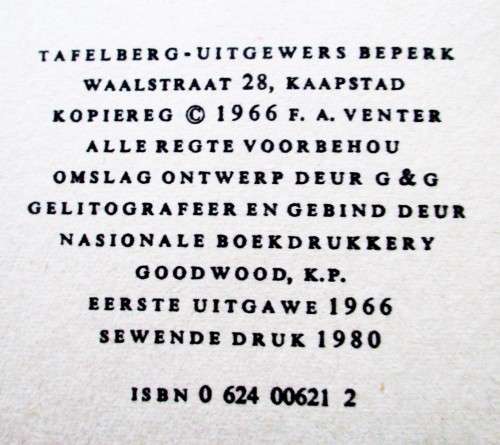 TAFELBERG-UITGEWERS BEPERK
WAALSTRAAT 28, KAAPSTAD
KOPIEREG © 1966 F. A. VENTER
ALLE REGTE VOORBEHOU
OMSLAG ONTWERP DEUR G & G
GELITOGRAFEER EN GEBIND DEUR
NASIONALE BOEKDRUKKERY
GOODWOOD, K.P.
EERSTE UITGAWE 1966
SEWENDE DRUK 1980
ISBN 0 624 00621 2